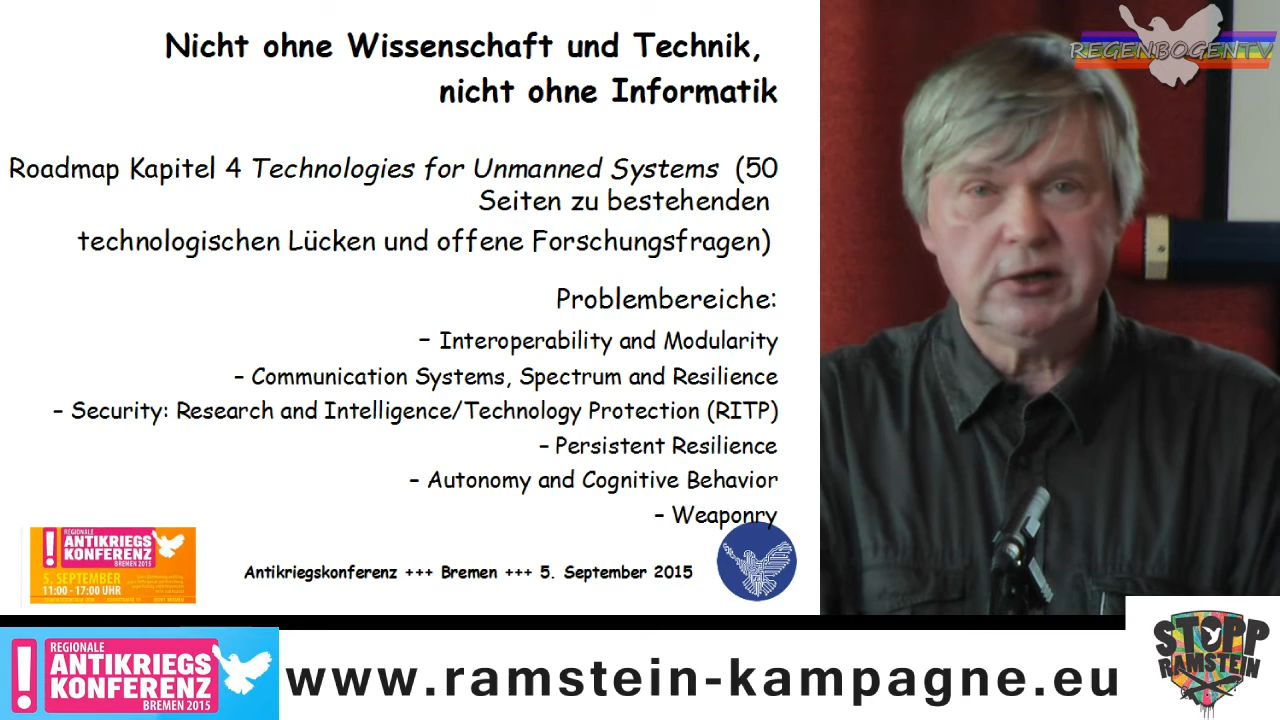 Nicht ohne Wissenschaft und Technik,
nicht ohne Informatik
Roadmap Kapitel 4 Technologies for Unmanned Systems (50
Seiten zu bestehenden
technologischen Lücken und offene Forschungsfragen)
Problembereiche:
– Interoperability and Modularity
– Communication Systems, Spectrum and Resilience
– Security: Research and Intelligence/Technology Protection (RITP)
– Persistent Resilience
– Autonomy and Cognitive Behavior
– Weaponry
REGIONALE
ANTIKRIEGS
KONFERENZ
BREMEN 2015
5. SEPTEMBER
11:00 - 17:00 UHR
Antikriegskonferenz +++ Bremen +++ 5. September 2015
REGENBOGENTV
REGIONALE
ANTIKRIEGS
KONFERENZ
BREMEN 2015
www.ramstein-kampagne.eu
STOPP
RAMSTEIN